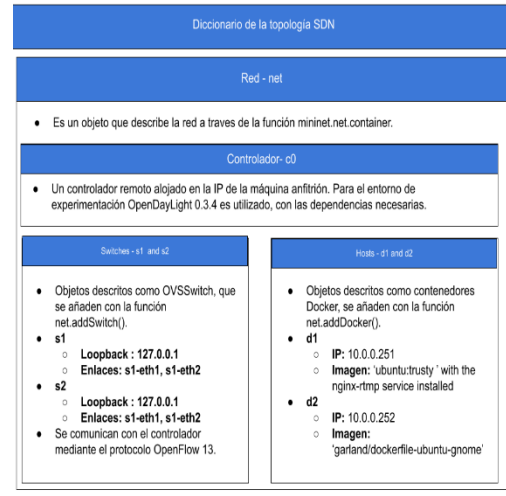 Diccionario de la topología SDN
Red - net
● Es un objeto que describe la red a traves de la función mininet.net.container.
Controlador- c0
● Un controlador remoto alojado en la IP de la máquina anfitrión. Para el entorno de
experimentación OpenDayLight 0.3.4 es utilizado, con las dependencias necesarias.
Switches - s1 and s2
● Objetos descritos como OVSSwitch, que
se añaden con la función
net.addSwitch().
● s1
○ Loopback : 127.0.0.1
○ Enlaces: s1-eth1, s1-eth2
● s2
○ Loopback : 127.0.0.1
○ Enlaces: s1-eth1, s1-eth2
● Se comunican con el controlador
mediante el protocolo OpenFlow 13.
Hosts - d1 and d2
● Objetos descritos como contenedores
Docker, se añaden con la función
net.addDocker().
● d1
○ IP: 10.0.0.251
○ Imagen: 'ubuntu:trusty ' with the
nginx-rtmp service installed
● d2
○ IP: 10.0.0.252
○ Imagen:
'garland/dockerfile-ubuntu-gnome'